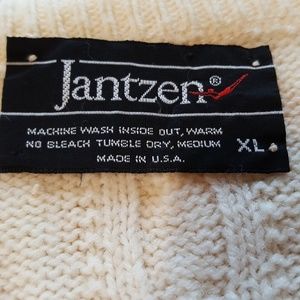 Jantzen®
MACHINE WASH INSIDE OUT, WARM
NO BLEACH TUMBLE DRY, MEDIUM
MADE IN U.S.A.
XL